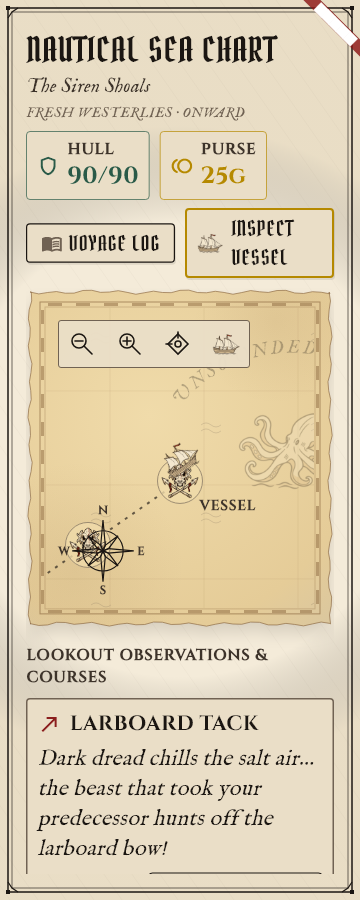 NAUTICAL SEA CHART
The Siren Shoals
FRESH WESTERLIES · ONWARD
HULL
90/90
PURSE
25G
VOYAGE LOG
INSPECT
VESSEL
VESSEL
N
W
E
S
LOOKOUT OBSERVATIONS &
COURSES
LARBOARD TACK
Dark dread chills the salt air...
the beast that took your
predecessor hunts off the
larboard bow!